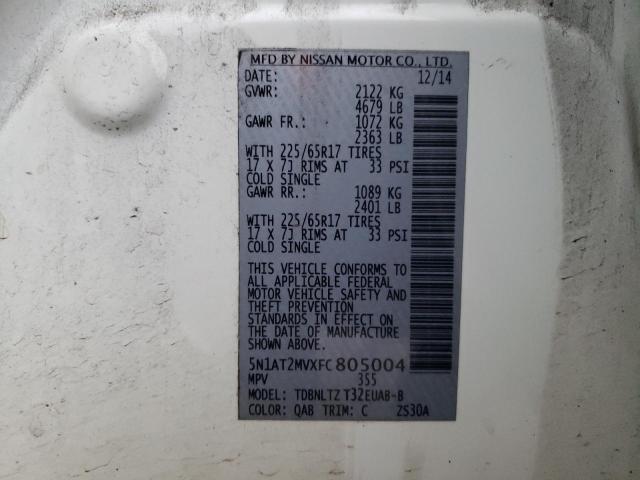 MFD BY NISSAN MOTOR CO., LTD.
DATE: 12/14
GVWR: 2122 KG
4679 LB
GAWR FR.: 1072 KG
2363 LB
WITH 225/65R17 TIRES
17 X 7J RIMS AT 33 PSI
COLD SINGLE
GAWR RR.: 1089 KG
2401 LB
WITH 225/65R17 TIRES
17 X 7J RIMS AT 33 PSI
COLD SINGLE
THIS VEHICLE CONFORMS TO
ALL APPLICABLE FEDERAL
MOTOR VEHICLE SAFETY AND
THEFT PREVENTION
STANDARDS IN EFFECT ON
THE DATE OF MANUFACTURE
SHOWN ABOVE.
5N1AT2MVXFC805004
MPV 355
MODEL: TDBNLTZ T32EUAB-B
COLOR: QAB TRIM: C ZS30A